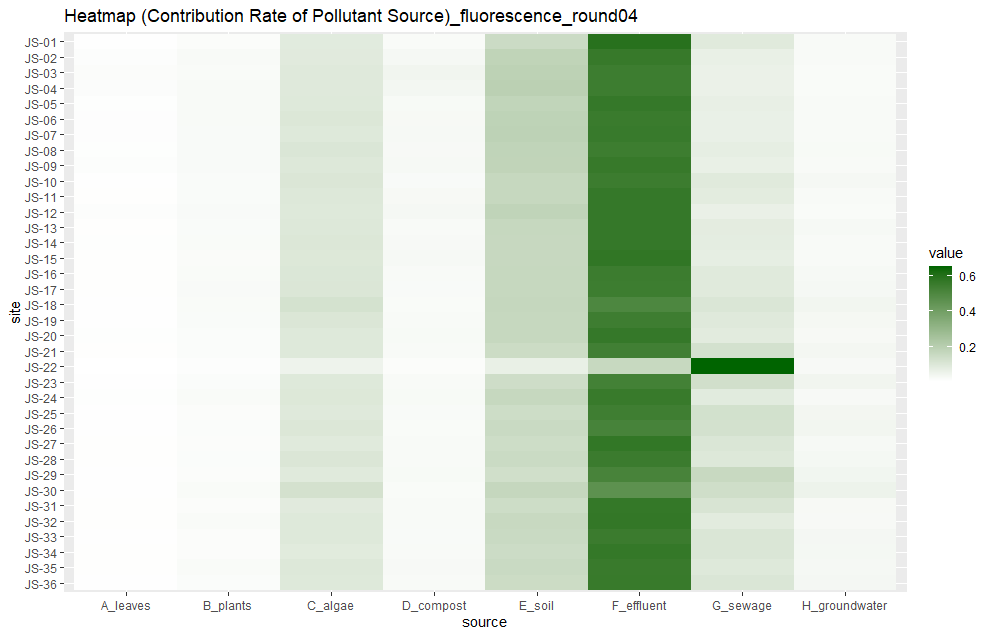 Heatmap (Contribution Rate of Pollutant Source)_fluorescence_round04
JS-01
JS-02
JS-03
JS-04
JS-05
JS-06
JS-07
JS-08
JS-09
JS-10
JS-11
JS-12
JS-13
JS-14
JS-15
JS-16
JS-17
JS-18
JS-19
JS-20
JS-21
JS-22
JS-23
JS-24
JS-25
JS-26
JS-27
JS-28
JS-29
JS-30
JS-31
JS-32
JS-33
JS-34
JS-35
JS-36
site
A_leaves B_plants C_algae D_compost E_soil F_effluent G_sewage H_groundwater
source
value
0.6
0.4
0.2